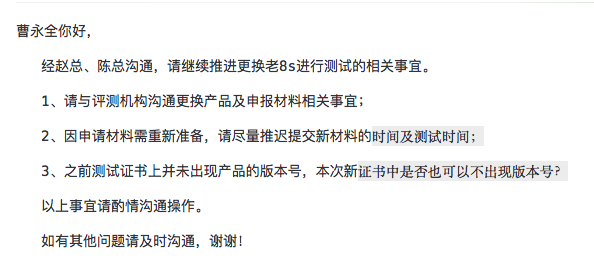 曹永全你好，
经赵总、陈总沟通，请继续推进更换老8s进行测试的相关事宜。
1、请与评测机构沟通更换产品及申报材料相关事宜；
2、因申请材料需重新准备，请尽量推迟提交新材料的时间及测试时间；
3、之前测试证书上并未出现产品的版本号，本次新证书中是否也可以不出现版本号？
以上事宜请酌情沟通操作。
如有其他问题请及时沟通，谢谢！